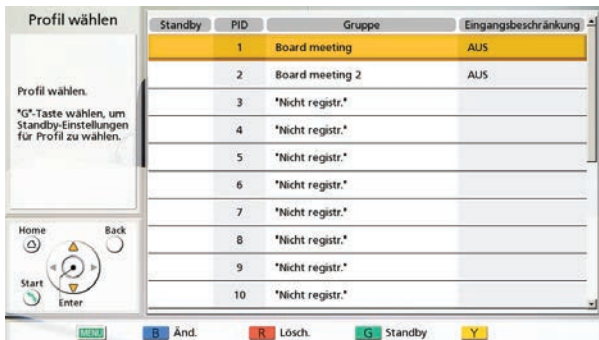 Profil wählen
Profil wählen.
"G"-Taste wählen, um
Standby-Einstellungen
für Profil zu wählen.
Home Back
Start
Enter
Standby PID Gruppe Eingangsbeschränkung
1 Board meeting AUS
2 Board meeting 2 AUS
3 "Nicht registr."
4 "Nicht registr."
5 "Nicht registr."
6 "Nicht registr."
7 "Nicht registr."
8 "Nicht registr."
9 "Nicht registr."
10 "Nicht registr."
MENU B Änd. R Lösch. G Standby Y